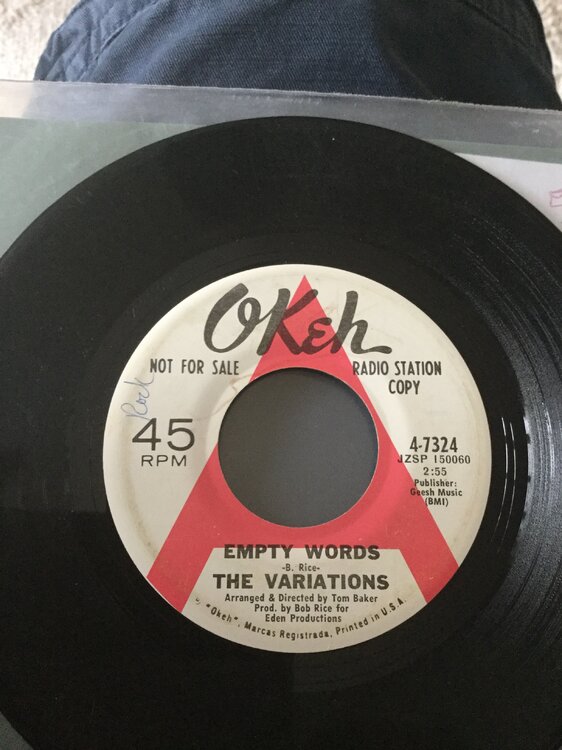 OKeh
NOT FOR SALE
RADIO STATION
COPY
Rock
45
RPM
4-7324
JZSP 150060
2:55
Publisher:
Geesh Music
(BMI)
EMPTY WORDS
-B. Rice-
THE VARIATIONS
Arranged & Directed by Tom Baker
Prod. by Bob Rice for
Eden Productions
"Okeh", Marcas Registrada, Printed in U.S.A.